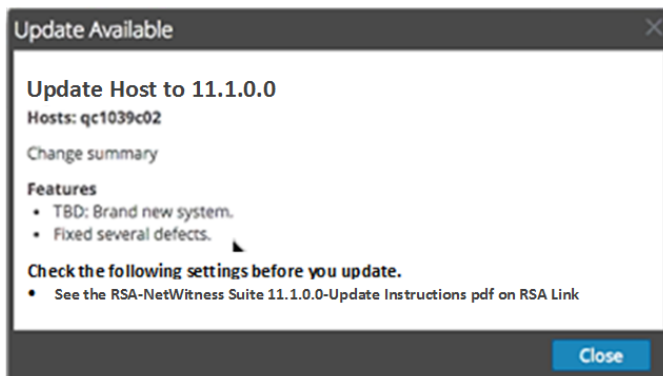 Update Available
Update Host to 11.1.0.0
Hosts: qc1039c02
Change summary
Features
• TBD: Brand new system.
• Fixed several defects.
Check the following settings before you update.
• See the RSA-NetWitness Suite 11.1.0.0-Update Instructions pdf on RSA Link
Close